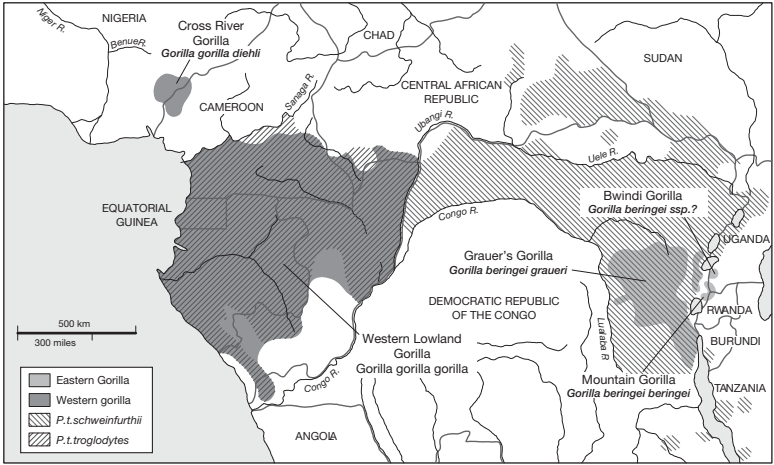 NIGERIA
Niger R.
Benue R.
Cross River
Gorilla
Gorilla gorilla diehli
CHAD
SUDAN
CAMEROON
Sanaga R.
CENTRAL AFRICAN
REPUBLIC
Ubangi R.
Uele R.
EQUATORIAL
GUINEA
Congo R.
Bwindi Gorilla
Gorilla beringei ssp.?
UGANDA
Grauer's Gorilla
Gorilla beringei graueri
DEMOCRATIC REPUBLIC
OF THE CONGO
RWANDA
BURUNDI
500 km
300 miles
Western Lowland
Gorilla
Gorilla gorilla gorilla
Lualaba R
Congo R.
Mountain Gorilla
Gorilla beringei beringei
TANZANIA
Eastern Gorilla
Western gorilla
P.t.schweinfurthii
P.t.troglodytes
ANGOLA